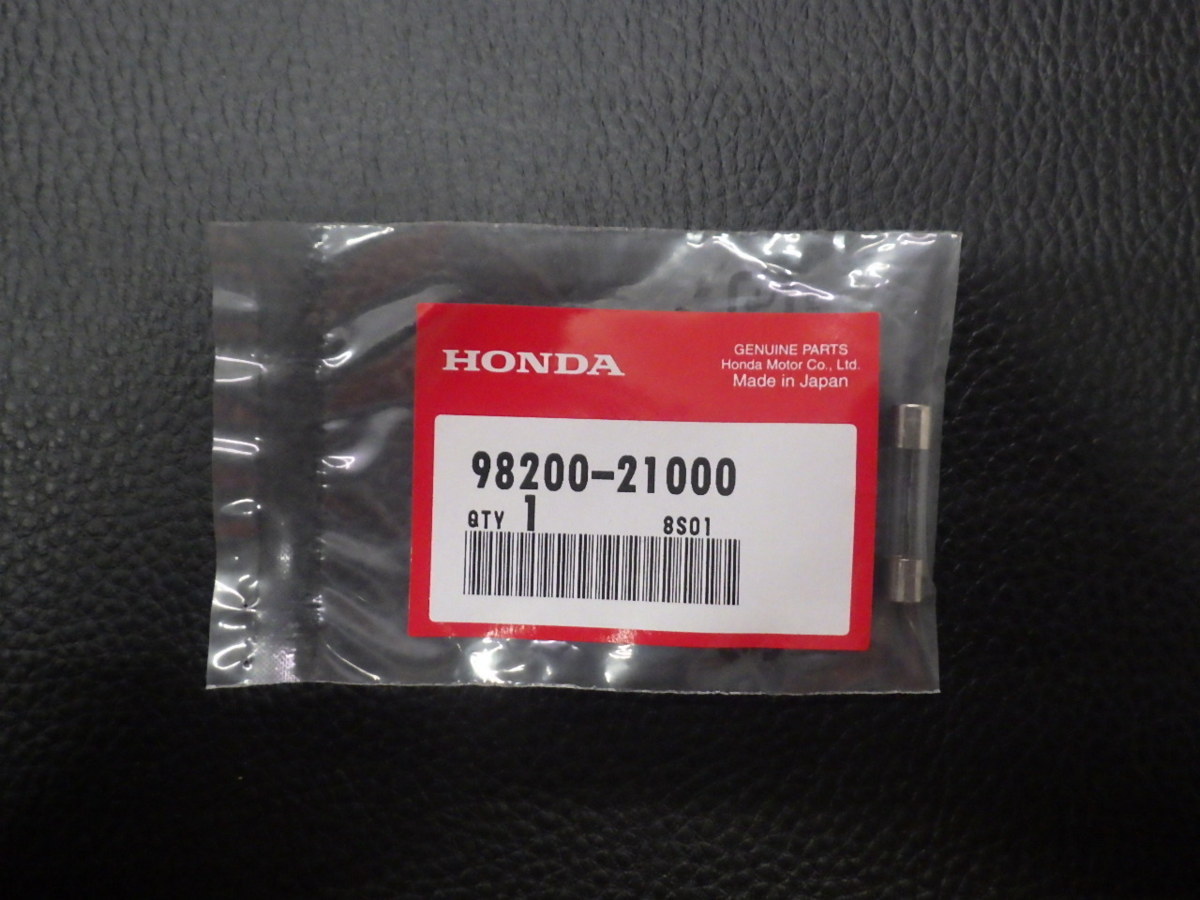 HONDA
GENUINE PARTS
Honda Motor Co., Ltd.
Made in Japan
98200-21000
QTY 1 8S01